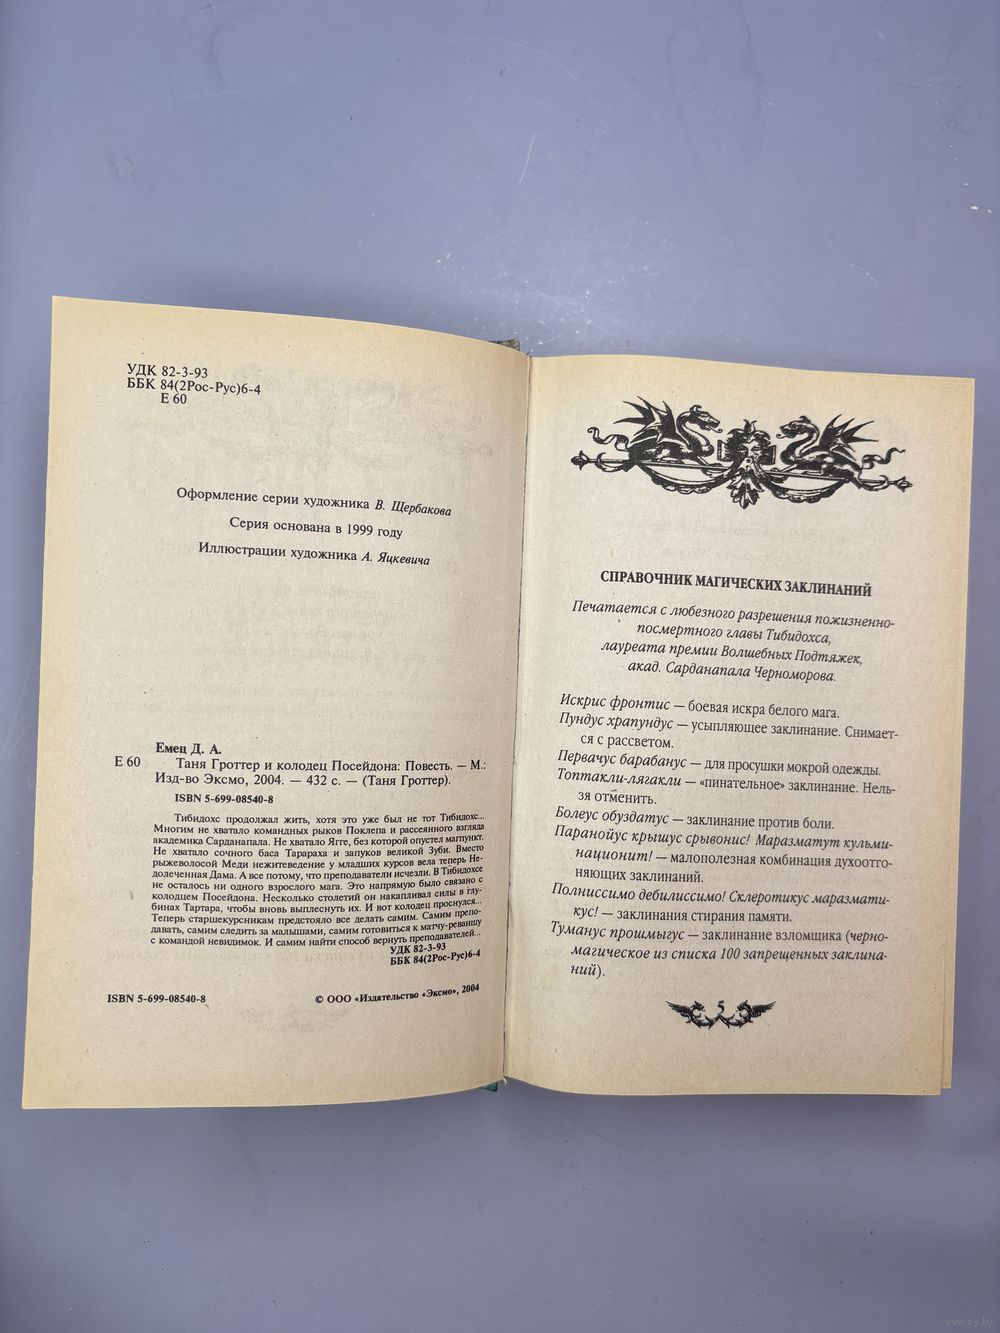 УДК 82-3-93
ББК 84(2Рос-Рус)6-4
Е 60
Оформление серии художника В. Щербакова
Серия основана в 1999 году
Иллюстрации художника А. Яцкевича
Емец Д. А.
Е 60
Таня Гроттер и колодец Посейдона: Повесть. — М.:
Изд-во Эксмо, 2004. — 432 с. — (Таня Гроттер).
ISBN 5-699-08540-8
Тибидохс продолжал жить, хотя это уже был не тот Тибидохс...
Многим не хватало командных рыков Поклепа и рассеянного взгляда
академика Сарданапала. Не хватало Ягге, без которой опустел магпункт.
Не хватало сочного баса Тарараха и запуков великой Зуби. Вместо
рыжеволосой Меди нежитеведение у младших курсов вела теперь Не-
долеченная Дама. А все потому, что преподаватели исчезли. В Тибидохсе
не осталось ни одного взрослого мага. Это напрямую было связано с
колодцем Посейдона. Несколько столетий он накапливал силы в глу-
бинах Тартара, чтобы вновь выплеснуть их. И вот колодец проснулся...
Теперь старшекурсникам предстояло все делать самим. Самим препо-
давать, самим следить за малышами, самим готовиться к матчу-реваншу
с командой невидимок. И самим найти способ вернуть преподавателей...
УДК 82-3-93
ББК 84(2Рос-Рус)6-4
ISBN 5-699-08540-8
© ООО «Издательство «Эксмо», 2004
СПРАВОЧНИК МАГИЧЕСКИХ ЗАКЛИНАНИЙ
Печатается с любезного разрешения пожизненно-
посмертного главы Тибидохса,
лауреата премии Волшебных Подтяжек,
акад. Сарданапала Черноморова.
Искрис фронтис — боевая искра белого мага.
Пундус храпундус — усыпляющее заклинание. Снимает-
ся с рассветом.
Первачус барабанус — для просушки мокрой одежды.
Топтакли-лягакли — «пинательное» заклинание. Нель-
зя отменить.
Болеус обуздатус — заклинание против боли.
Паранойус крышус срывонис! Маразматут кульми-
национит! — малополезная комбинация духоотго-
няющих заклинаний.
Полниссимо дебилиссимо! Склеротикус маразмати-
кус! — заклинания стирания памяти.
Туманус прошмыгус — заклинание взломщика (черно-
магическое из списка 100 запрещенных заклина-
ний).
5
www.ay.by